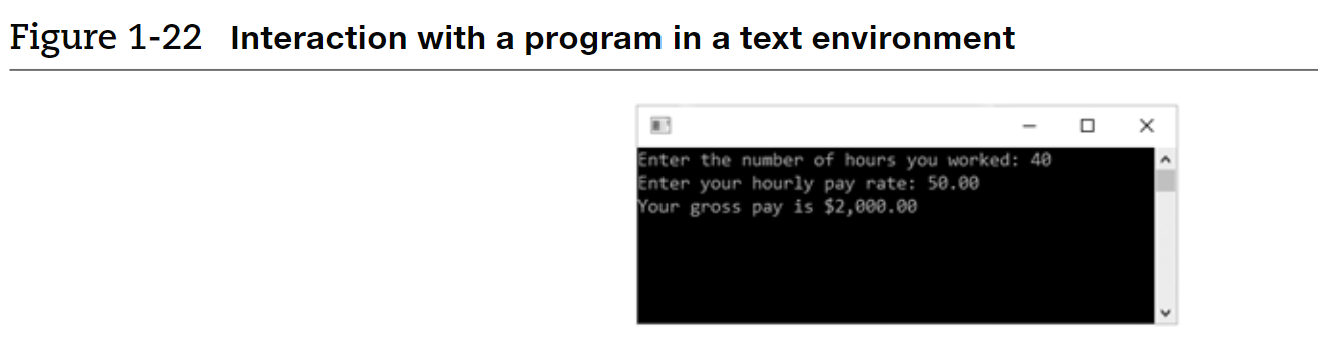 Figure 1-22 Interaction with a program in a text environment
Enter the number of hours you worked: 40
Enter your hourly pay rate: 50.00
Your gross pay is $2,000.00